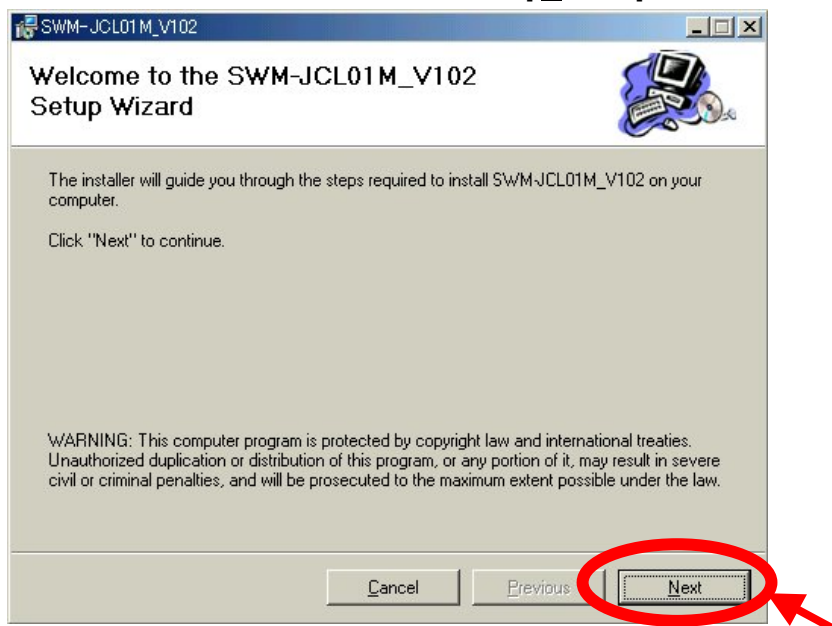 SWM-JCL01M_V102
Welcome to the SWM-JCL01M_V102
Setup Wizard
The installer will guide you through the steps required to install SWM-JCL01M_V102 on your
computer.
Click "Next" to continue.
WARNING: This computer program is protected by copyright law and international treaties.
Unauthorized duplication or distribution of this program, or any portion of it, may result in severe
civil or criminal penalties, and will be prosecuted to the maximum extent possible under the law.
Cancel Previous Next